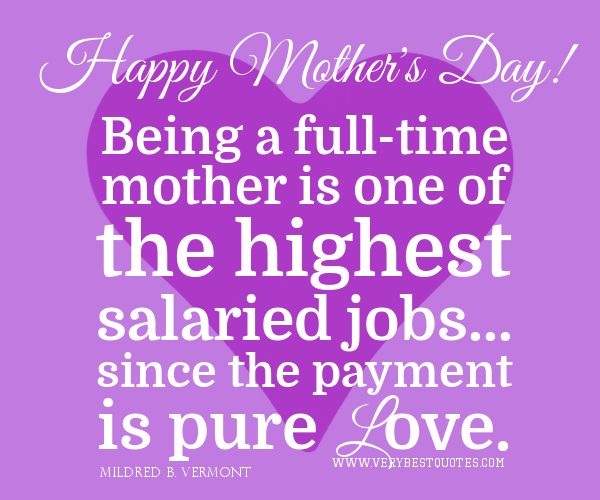 Happy Mother's Day!
Being a full-time
mother is one of
the highest
salaried jobs...
since the payment
is pure Love.
MILDRED B. VERMONT
WWW.VERYBESTQUOTES.COM